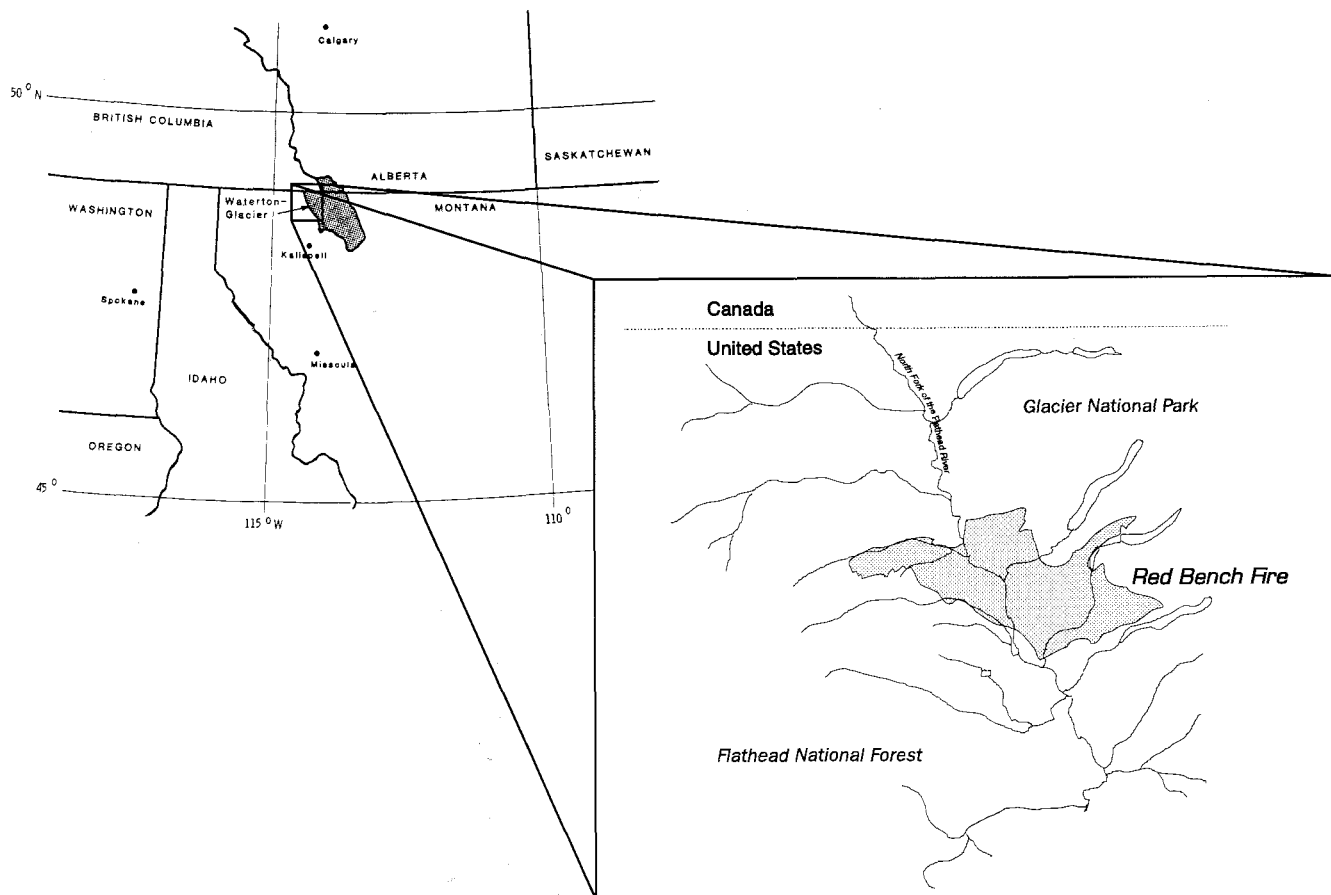 Calgary
50° N
BRITISH COLUMBIA
SASKATCHEWAN
ALBERTA
Waterton-
Glacier
MONTANA
WASHINGTON
Kalispell
Spokane
Missoula
IDAHO
OREGON
45°
115° W
110°
Canada
United States
North Fork of the Flathead River
Glacier National Park
Red Bench Fire
Flathead National Forest